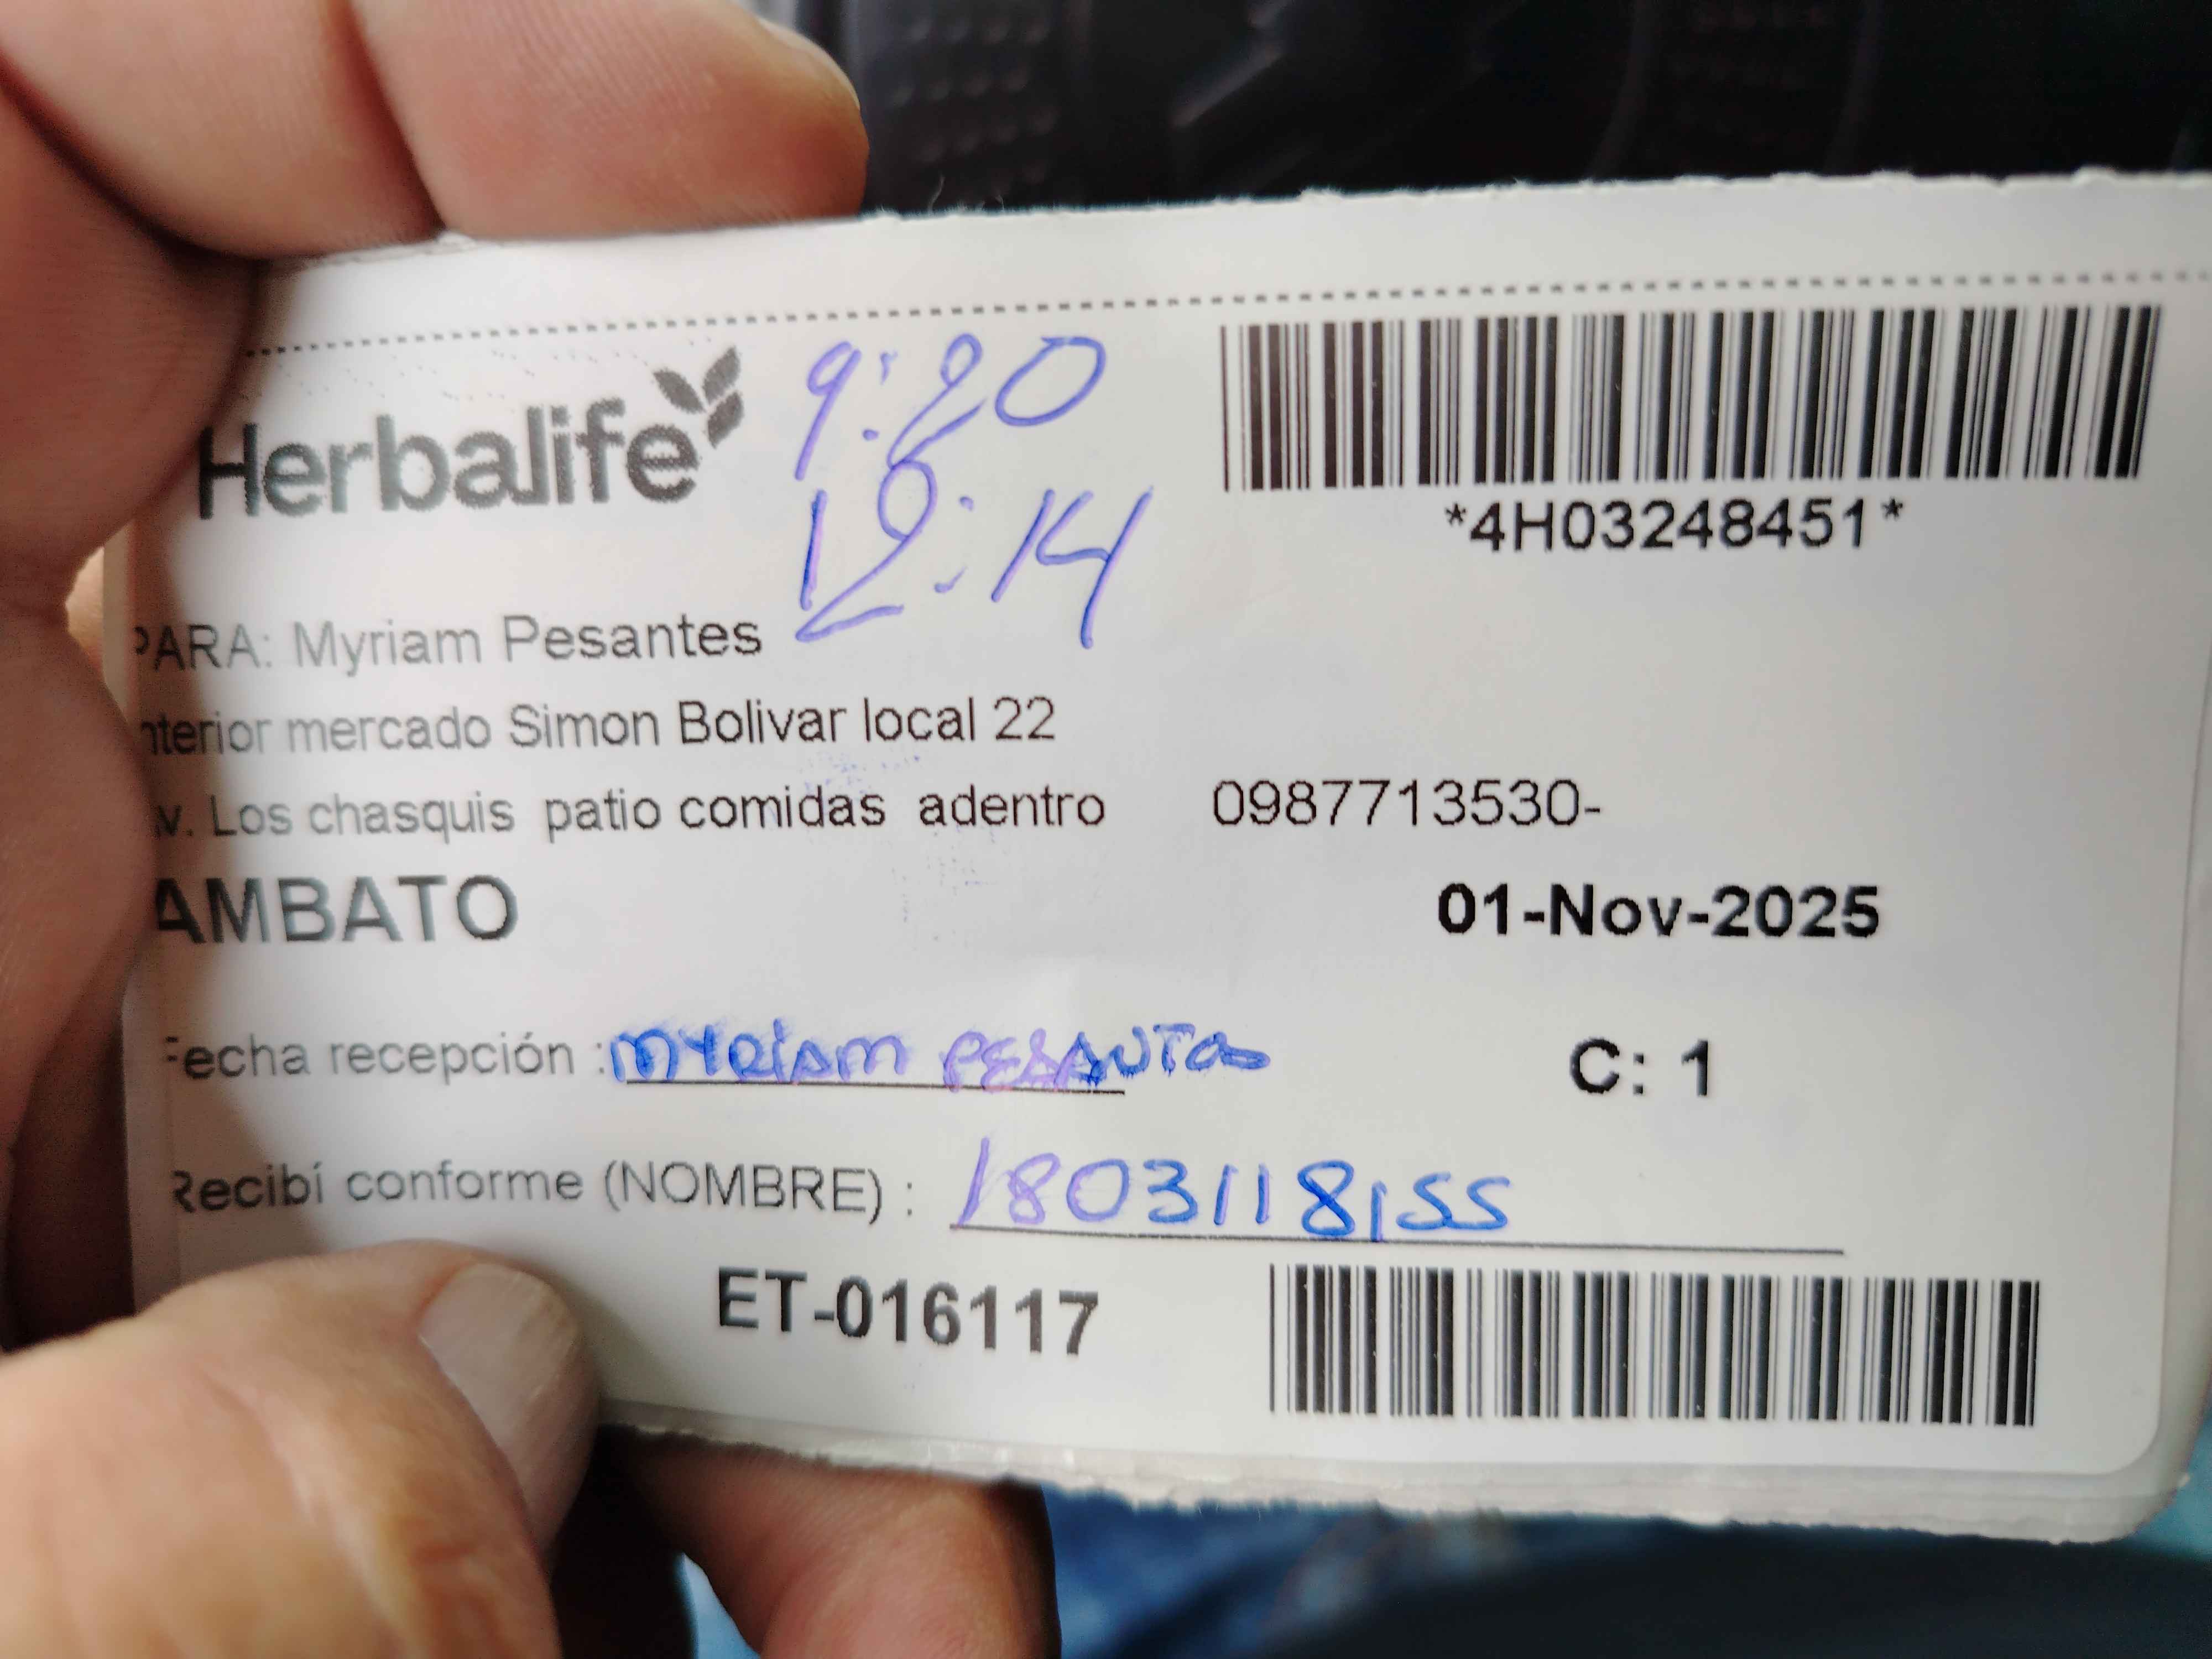 Herbalife
9:20
12:14
*4H03248451*
PARA: Myriam Pesantes
nterior mercado Simon Bolivar local 22
v. Los chasquis patio comidas adentro 0987713530-
AMBATO
01-Nov-2025
Fecha recepción : MYRIAM PESANTES
C: 1
Recibí conforme (NOMBRE) : 1803118155
ET-016117